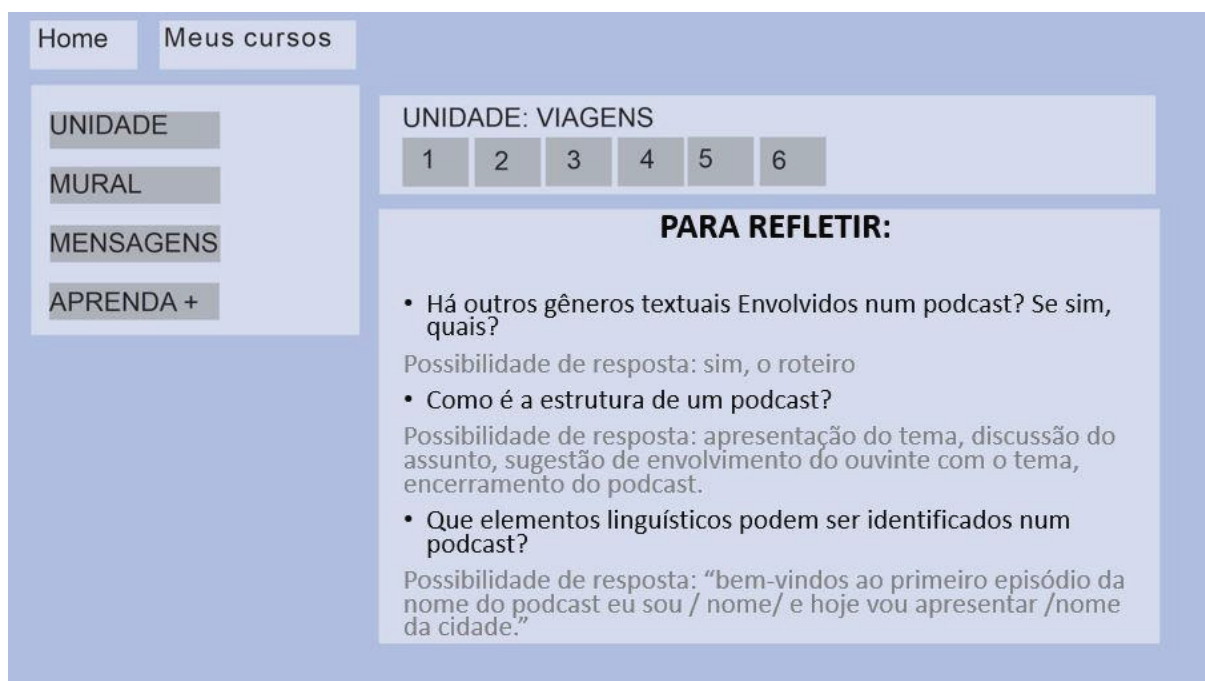 Home
Meus cursos
UNIDADE
MURAL
MENSAGENS
APRENDA +
UNIDADE: VIAGENS
1 2 3 4 5 6
PARA REFLETIR:
• Há outros gêneros textuais Envolvidos num podcast? Se sim,
quais?
Possibilidade de resposta: sim, o roteiro
• Como é a estrutura de um podcast?
Possibilidade de resposta: apresentação do tema, discussão do
assunto, sugestão de envolvimento do ouvinte com o tema,
encerramento do podcast.
• Que elementos linguísticos podem ser identificados num
podcast?
Possibilidade de resposta: “bem-vindos ao primeiro episódio da
nome do podcast eu sou / nome/ e hoje vou apresentar /nome
da cidade.”